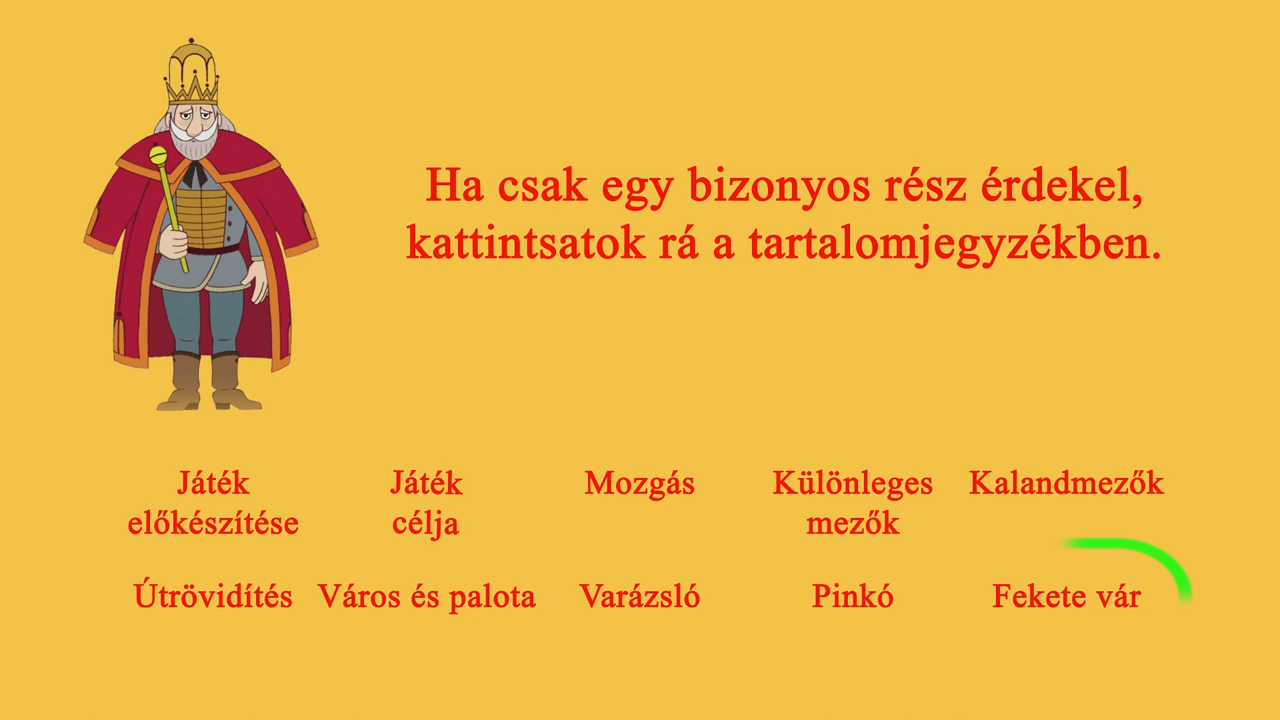 Ha csak egy bizonyos rész érdekel,
kattintsatok rá a tartalomjegyzékben.
Játék
előkészítése
Játék
célja
Mozgás
Különleges
mezők
Kalandmezők
Útrövidítés
Város és palota
Varázsló
Pinkó
Fekete vár